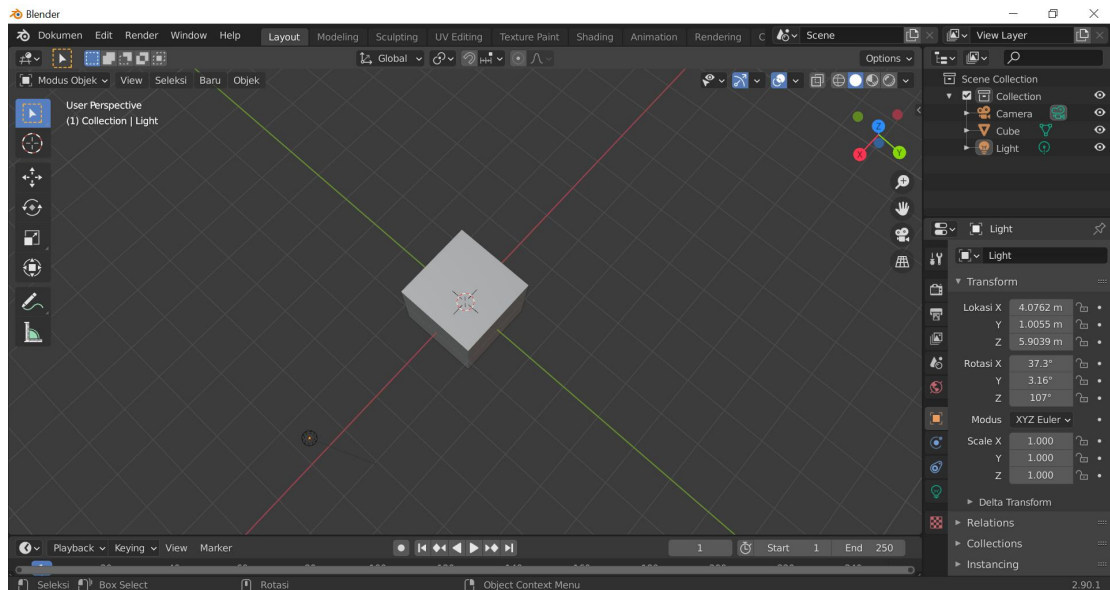 Blender
Dokumen Edit Render Window Help Layout Modeling Sculpting UV Editing Texture Paint Shading Animation Rendering C Scene View Layer
Global Options
Modus Objek View Seleksi Baru Objek
User Perspective
(1) Collection | Light
Z
X
Y
Scene Collection
Collection
Camera
Cube
Light
Light
Light
Transform
Lokasi X 4.0762 m
Y 1.0055 m
Z 5.9039 m
Rotasi X 37.3°
Y 3.16°
Z 107°
Modus XYZ Euler
Scale X 1.000
Y 1.000
Z 1.000
Delta Transform
Relations
Collections
Instancing
Playback Keying View Marker 1 Start 1 End 250
Seleksi Box Select Rotasi Object Context Menu 2.90.1